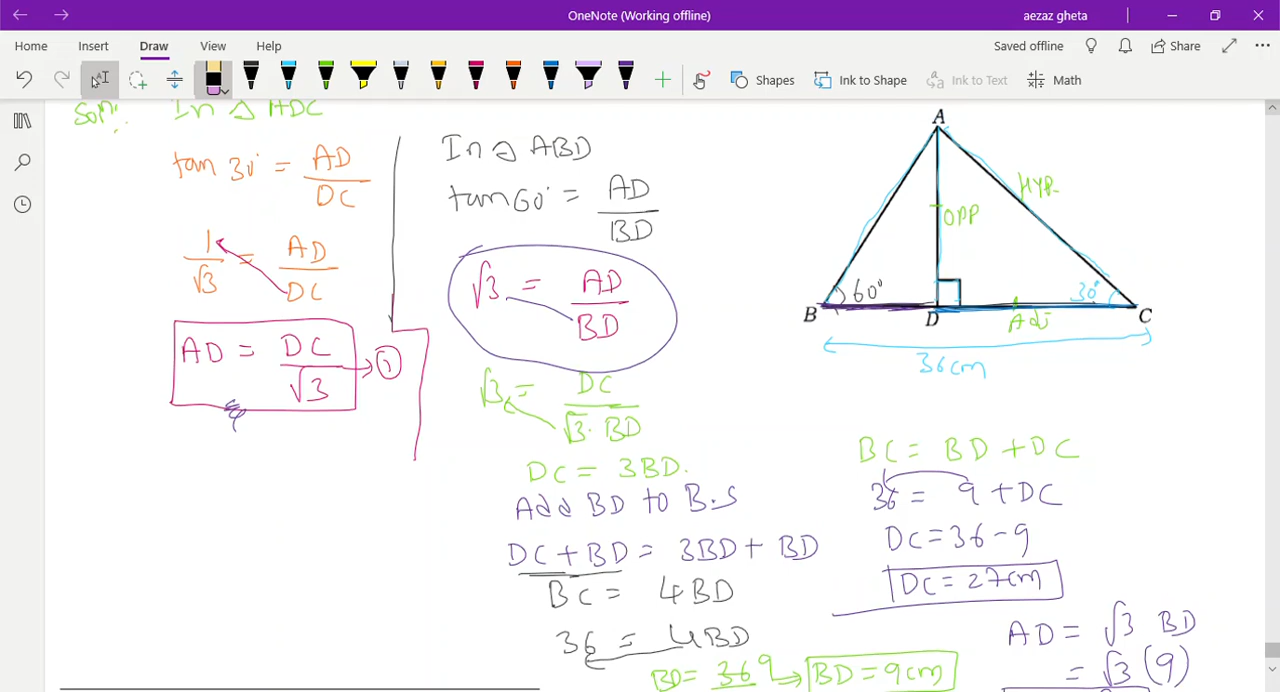 OneNote (Working offline)
aezaz gheta
Home Insert Draw View Help
Saved offline Share
Shapes Ink to Shape Ink to Text Math
Soln: In △ ADC
tan 30° = AD/DC
1/√3 = AD/DC
AD = DC/√3 → ①
In △ ABD
tan 60° = AD/BD
√3 = AD/BD
√3 = DC/√3·BD
DC = 3BD.
Add BD to B.S
DC + BD = 3BD + BD
BC = 4BD
36 = 4BD
BD = 36 9 → BD = 9cm
A
HYP.
OPP
60° 30°
B D Adj C
36cm
BC = BD + DC
36 = 9 + DC
DC = 36 - 9
DC = 27cm
AD = √3 BD
= √3 (9)